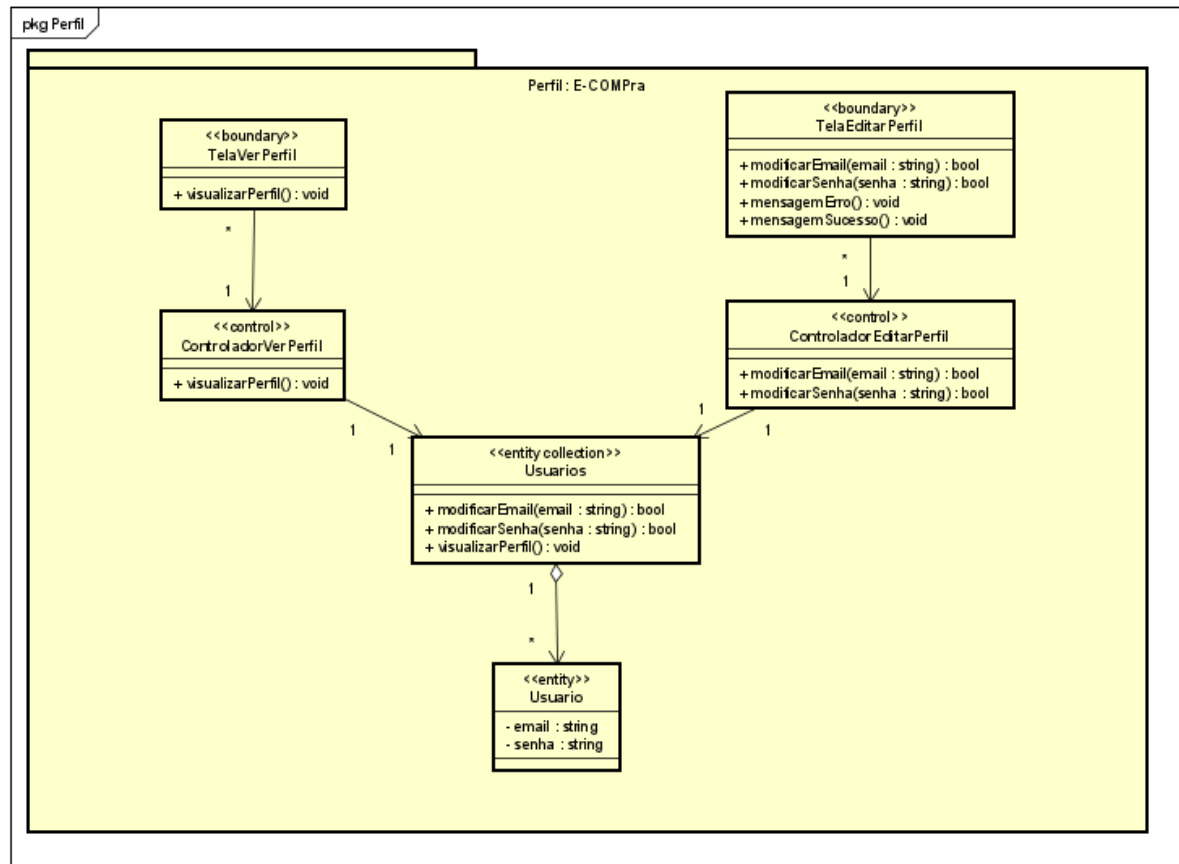 pkg Perfil
Perfil : E-COMPra
<<boundary>>
TelaVerPerfil
+ visualizarPerfil() : void
<<boundary>>
TelaEditarPerfil
+ modificarEmail(email : string) : bool
+ modificarSenha(senha : string) : bool
+ mensagemErro() : void
+ mensagemSucesso() : void
*
1
*
1
<<control>>
ControladorVerPerfil
+ visualizarPerfil() : void
<<control>>
ControladorEditarPerfil
+ modificarEmail(email : string) : bool
+ modificarSenha(senha : string) : bool
1
1
1
1
<<entity collection>>
Usuarios
+ modificarEmail(email : string) : bool
+ modificarSenha(senha : string) : bool
+ visualizarPerfil() : void
1
*
<<entity>>
Usuario
- email : string
- senha : string